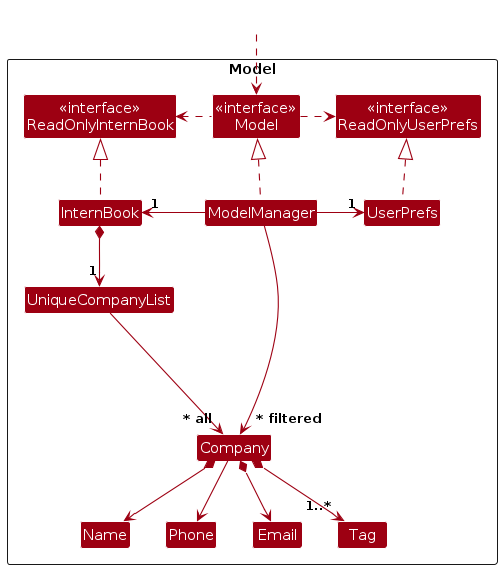 Model
«interface»
ReadOnlyInternBook
«interface»
Model
«interface»
ReadOnlyUserPrefs
InternBook
1
ModelManager
1
UserPrefs
1
UniqueCompanyList
* all
* filtered
Company
1..*
Name
Phone
Email
Tag